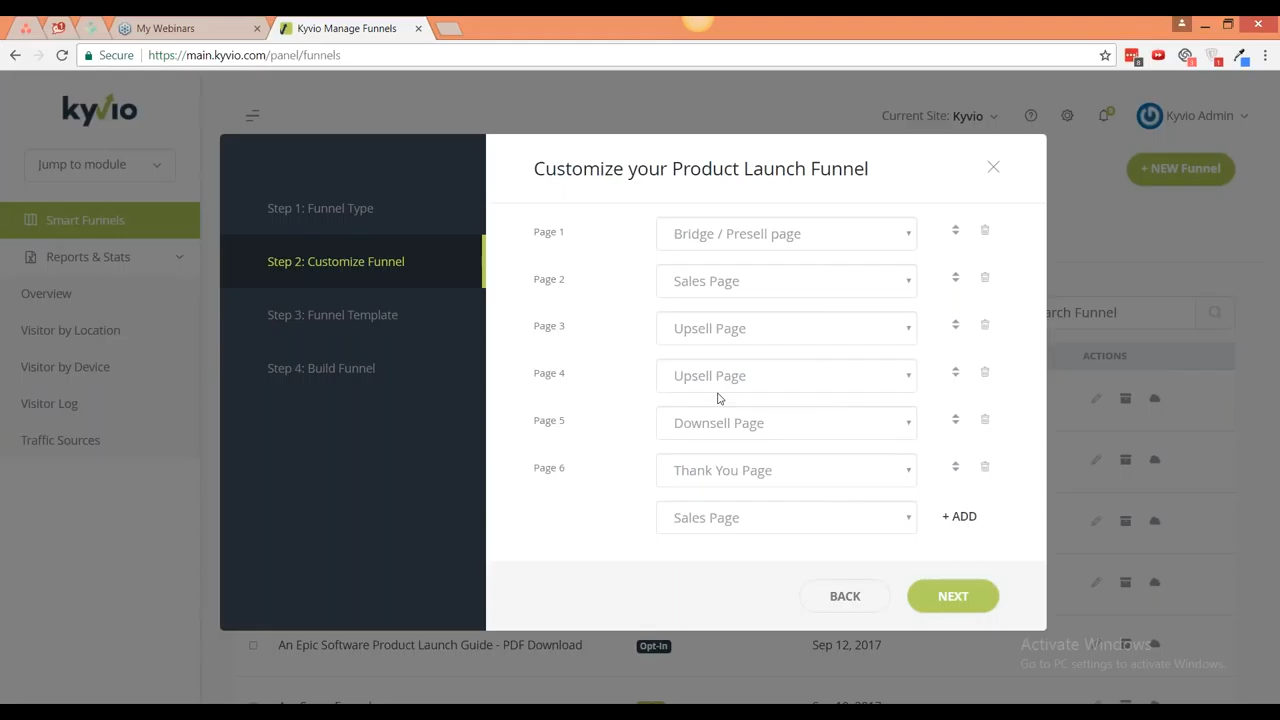 My Webinars
Kyvio Manage Funnels
Secure https://main.kyvio.com/panel/funnels
kyvio
Jump to module
Current Site: Kyvio
Kyvio Admin
+ NEW Funnel
Smart Funnels
Reports & Stats
Overview
Visitor by Location
Visitor by Device
Visitor Log
Traffic Sources
Step 1: Funnel Type
Step 2: Customize Funnel
Step 3: Funnel Template
Step 4: Build Funnel
Customize your Product Launch Funnel
Page 1 Bridge / Presell page
Page 2 Sales Page
Page 3 Upsell Page
Page 4 Upsell Page
Page 5 Downsell Page
Page 6 Thank You Page
Sales Page + ADD
BACK NEXT
Funnel
ACTIONS
An Epic Software Product Launch Guide - PDF Download Opt-In Sep 12, 2017
Activate Windows
Go to PC settings to activate Windows.